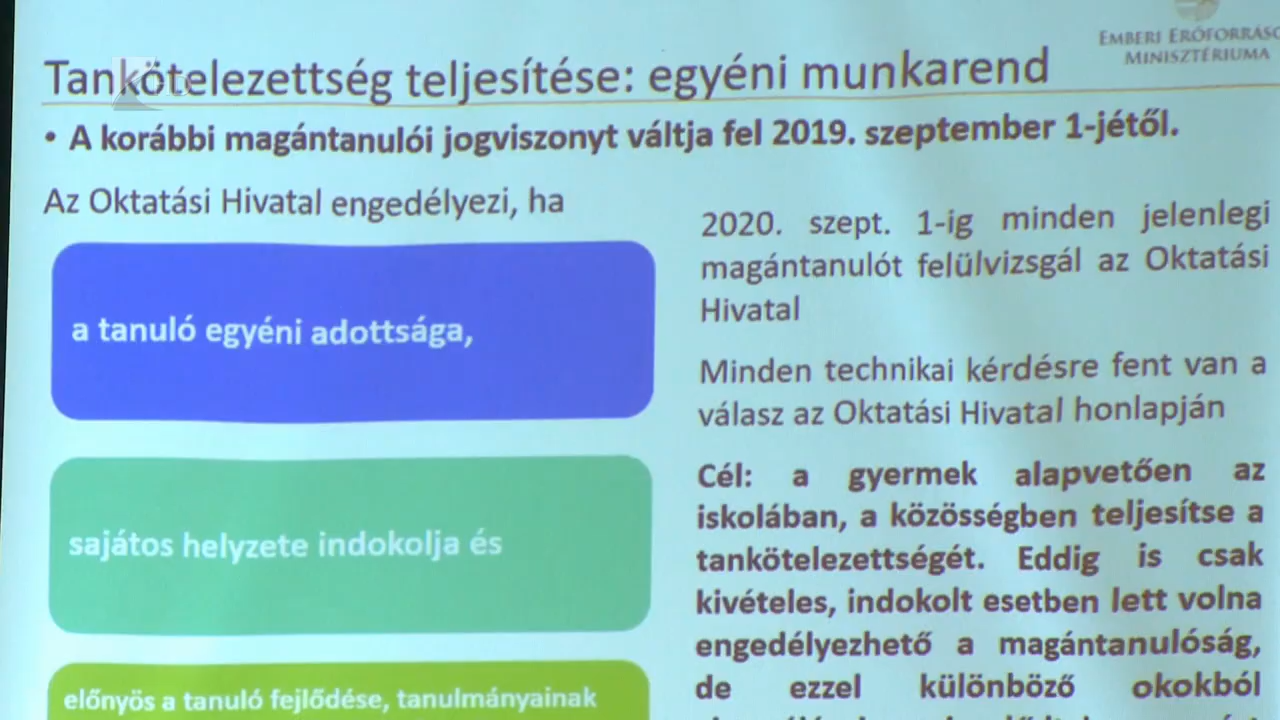 EMBERI ERŐFORRÁSO
MINISZTÉRIUMA
Tankötelezettség teljesítése: egyéni munkarend
• A korábbi magántanulói jogviszonyt váltja fel 2019. szeptember 1-jétől.
Az Oktatási Hivatal engedélyezi, ha
a tanuló egyéni adottsága,
sajátos helyzete indokolja és
előnyös a tanuló fejlődése, tanulmányainak
2020. szept. 1-ig minden jelenlegi
magántanulót felülvizsgál az Oktatási
Hivatal
Minden technikai kérdésre fent van a
válasz az Oktatási Hivatal honlapján
Cél: a gyermek alapvetően az
iskolában, a közösségben teljesítse a
tankötelezettségét. Eddig is csak
kivételes, indokolt esetben lett volna
engedélyezhető a magántanulóság,
de ezzel különböző okokból